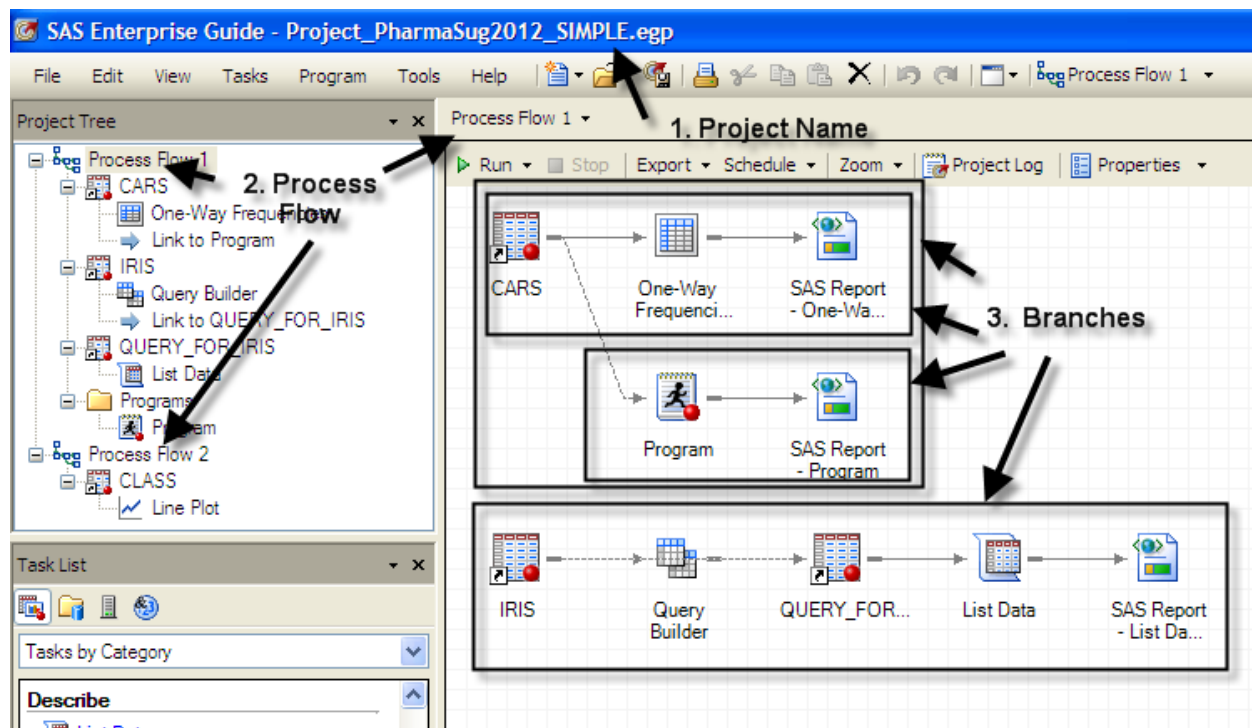 SAS Enterprise Guide - Project_PharmaSug2012_SIMPLE.egp
File Edit View Tasks Program Tools Help Process Flow 1
Project Tree
Process Flow 1
CARS
One-Way Frequencies
Link to Program
IRIS
Query Builder
Link to QUERY_FOR_IRIS
QUERY_FOR_IRIS
List Data
Programs
Program
Process Flow 2
CLASS
Line Plot
2. Process
Flow
Task List
Tasks by Category
Describe
List Data
Process Flow 1
1. Project Name
Run Stop Export Schedule Zoom Project Log Properties
CARS
One-Way
Frequenci...
SAS Report
- One-Wa...
3. Branches
Program
SAS Report
- Program
IRIS
Query
Builder
QUERY_FOR...
List Data
SAS Report
- List Da...